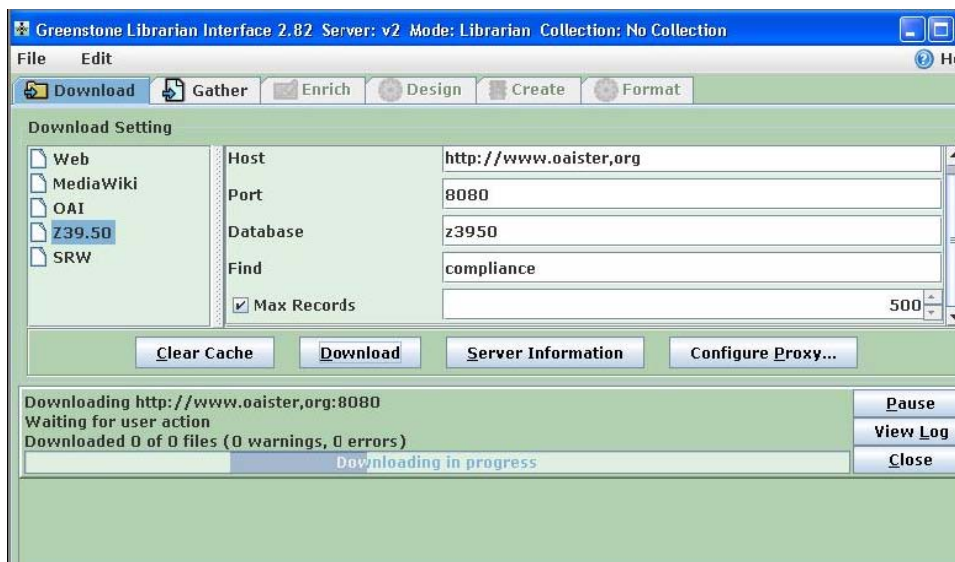 Greenstone Librarian Interface 2.82 Server: v2 Mode: Librarian Collection: No Collection
File Edit
Download Gather Enrich Design Create Format
Download Setting
Web
MediaWiki
OAI
Z39.50
SRW
Host http://www.oaister,org
Port 8080
Database z3950
Find compliance
Max Records 500
Clear Cache Download Server Information Configure Proxy...
Downloading http://www.oaister,org:8080
Waiting for user action
Downloaded 0 of 0 files (0 warnings, 0 errors)
Downloading in progress
Pause
View Log
Close